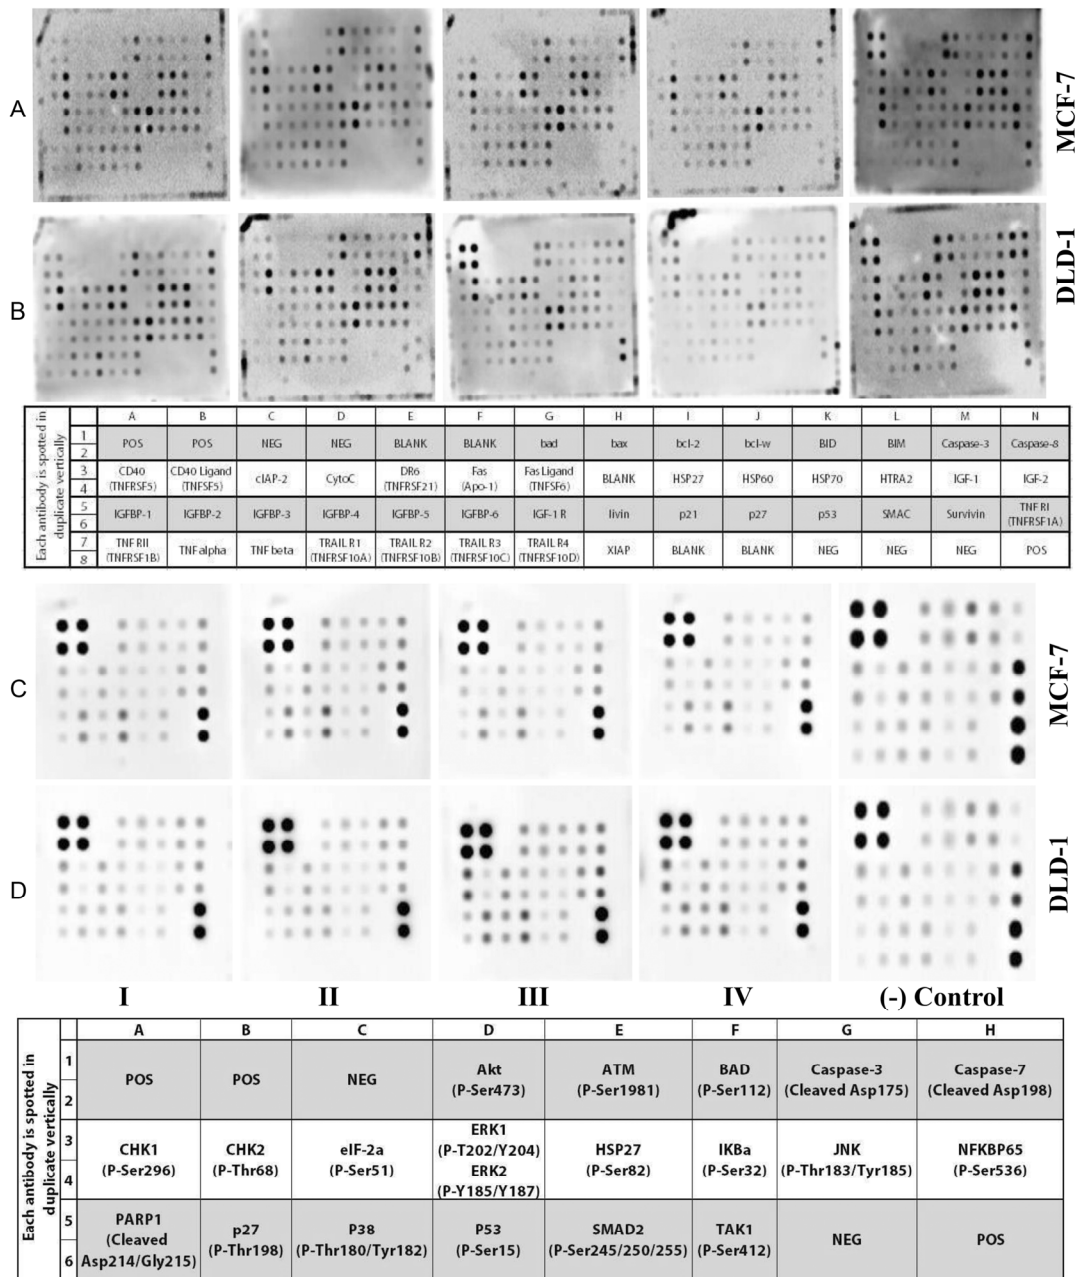 A
MCF-7
B
DLD-1
Each antibody is spotted in
duplicate vertically
A B C D E F G H I J K L M N
1 POS POS NEG NEG BLANK BLANK bad bax bcl-2 bcl-w BID BIM Caspase-3 Caspase-8
2
3 CD40 CD40 Ligand cIAP-2 CytoC DR6 Fas Fas Ligand BLANK HSP27 HSP60 HSP70 HTRA2 IGF-1 IGF-2
4 (TNFRSF5) (TNFSF5) (TNFRSF21) (Apo-1) (TNFSF6)
5 IGFBP-1 IGFBP-2 IGFBP-3 IGFBP-4 IGFBP-5 IGFBP-6 IGF-1 R livin p21 p27 p53 SMAC Survivin TNF RI
6 (TNFRSF1A)
7 TNF RII TNF alpha TNF beta TRAIL R1 TRAIL R2 TRAIL R3 TRAIL R4 XIAP BLANK BLANK NEG NEG NEG POS
8 (TNFRSF1B) (TNFRSF10A) (TNFRSF10B) (TNFRSF10C) (TNFRSF10D)
C
MCF-7
D
DLD-1
I II III IV (-) Control
Each antibody is spotted in
duplicate vertically
A B C D E F G H
1 POS POS NEG Akt ATM BAD Caspase-3 Caspase-7
2 (P-Ser473) (P-Ser1981) (P-Ser112) (Cleaved Asp175) (Cleaved Asp198)
3 CHK1 CHK2 eIF-2a ERK1 HSP27 IKBa JNK NFKBP65
(P-Ser296) (P-Thr68) (P-Ser51) (P-T202/Y204) (P-Ser82) (P-Ser32) (P-Thr183/Tyr185) (P-Ser536)
4 ERK2
(P-Y185/Y187)
5 PARP1 p27 P38 P53 SMAD2 TAK1 NEG POS
(Cleaved (P-Thr198) (P-Thr180/Tyr182) (P-Ser15) (P-Ser245/250/255) (P-Ser412)
6 Asp214/Gly215)